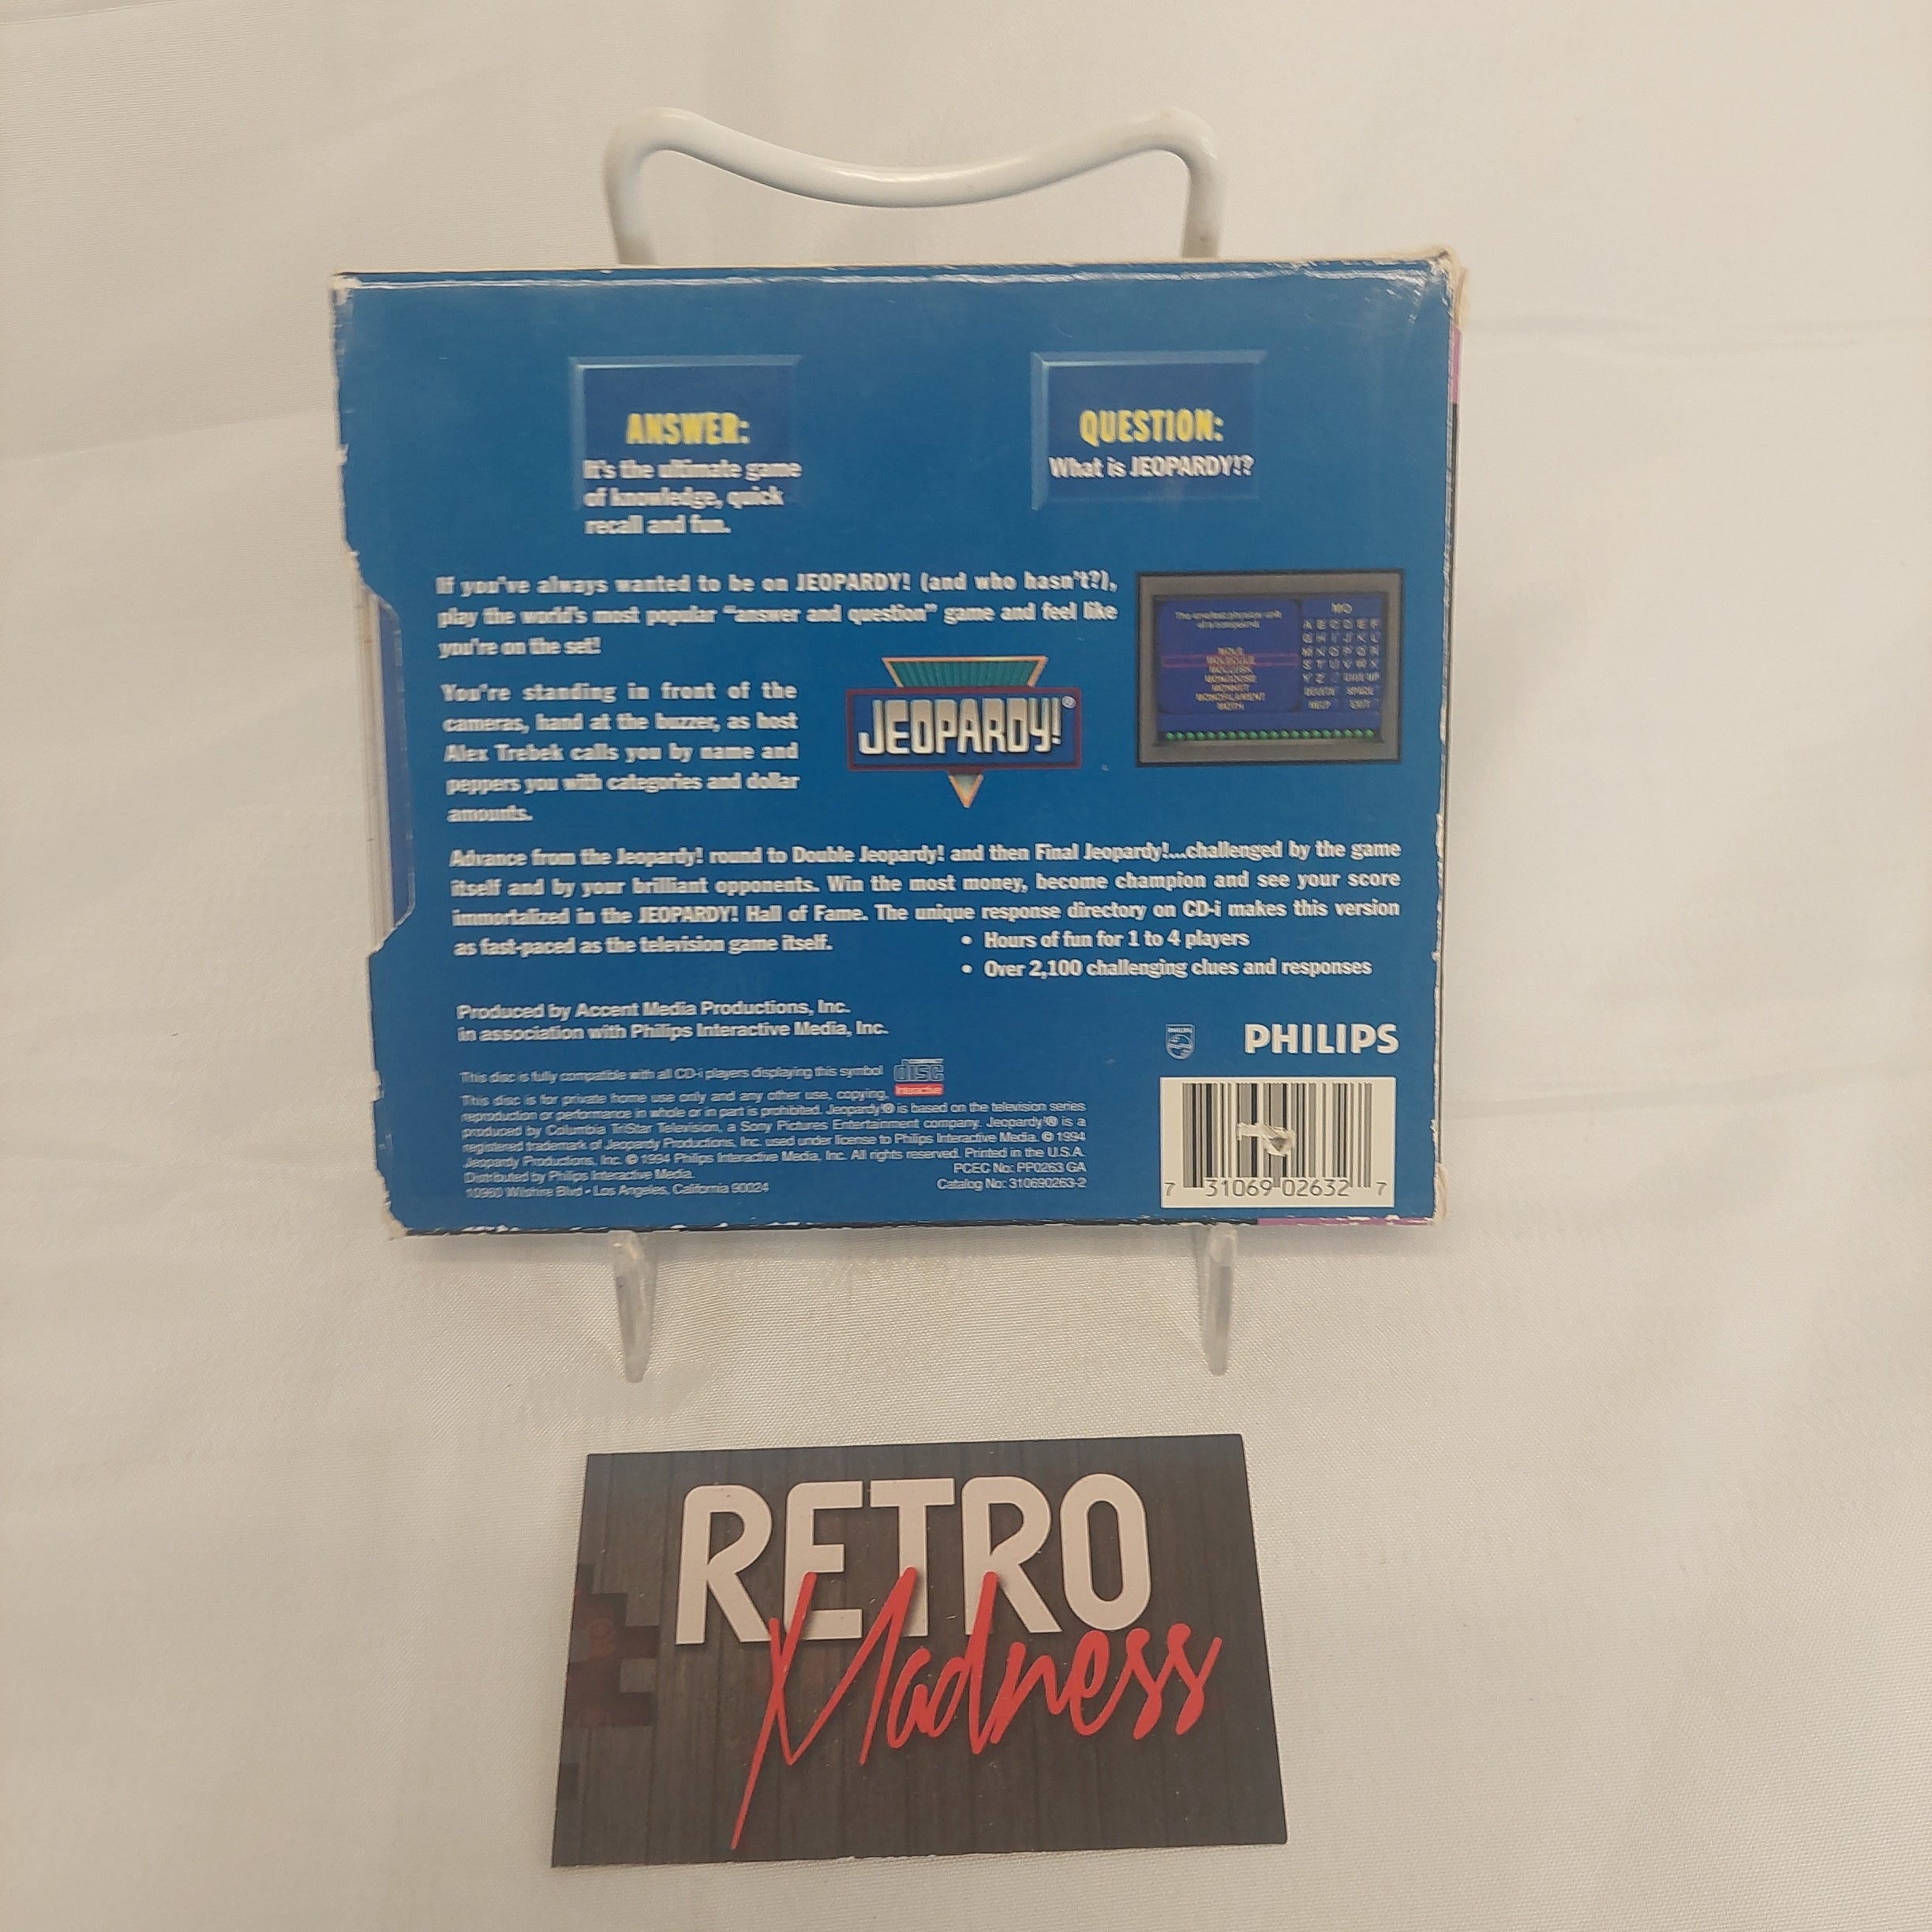 ANSWER:
It's the ultimate game
of knowledge, quick
recall and fun.
QUESTION:
What is JEOPARDY!?
If you've always wanted to be on JEOPARDY! (and who hasn't?),
play the world's most popular "answer and question" game and feel like
you're on the set!
You're standing in front of the
cameras, hand at the buzzer, as host
Alex Trebek calls you by name and
peppers you with categories and dollar
amounts.
JEOPARDY!®
MO
MOLE
MOLECULE
MONGOOSE
MONKEY
MONOFILAMENT
MOTH
HELP
EXIT
Advance from the Jeopardy! round to Double Jeopardy! and then Final Jeopardy!...challenged by the game
itself and by your brilliant opponents. Win the most money, become champion and see your score
immortalized in the JEOPARDY! Hall of Fame. The unique response directory on CD-i makes this version
as fast-paced as the television game itself.
• Hours of fun for 1 to 4 players
• Over 2,100 challenging clues and responses
Produced by Accent Media Productions, Inc.
in association with Philips Interactive Media, Inc.
PHILIPS
This disc is fully compatible with all CD-i players displaying this symbol
COMPACT
disc
Interactive
This disc is for private home use only and any other use, copying,
reproduction or performance in whole or in part is prohibited. Jeopardy!® is based on the television series
produced by Columbia TriStar Television, a Sony Pictures Entertainment company. Jeopardy!® is a
registered trademark of Jeopardy Productions, Inc. used under license to Philips Interactive Media. © 1994
Jeopardy Productions, Inc. © 1994 Philips Interactive Media, Inc. All rights reserved. Printed in the U.S.A.
Distributed by Philips Interactive Media.
PCEC No: PP0263 GA
10960 Wilshire Blvd • Los Angeles, California 90024
Catalog No: 310690263-2
7 31069 02632 7
RETRO
Madness